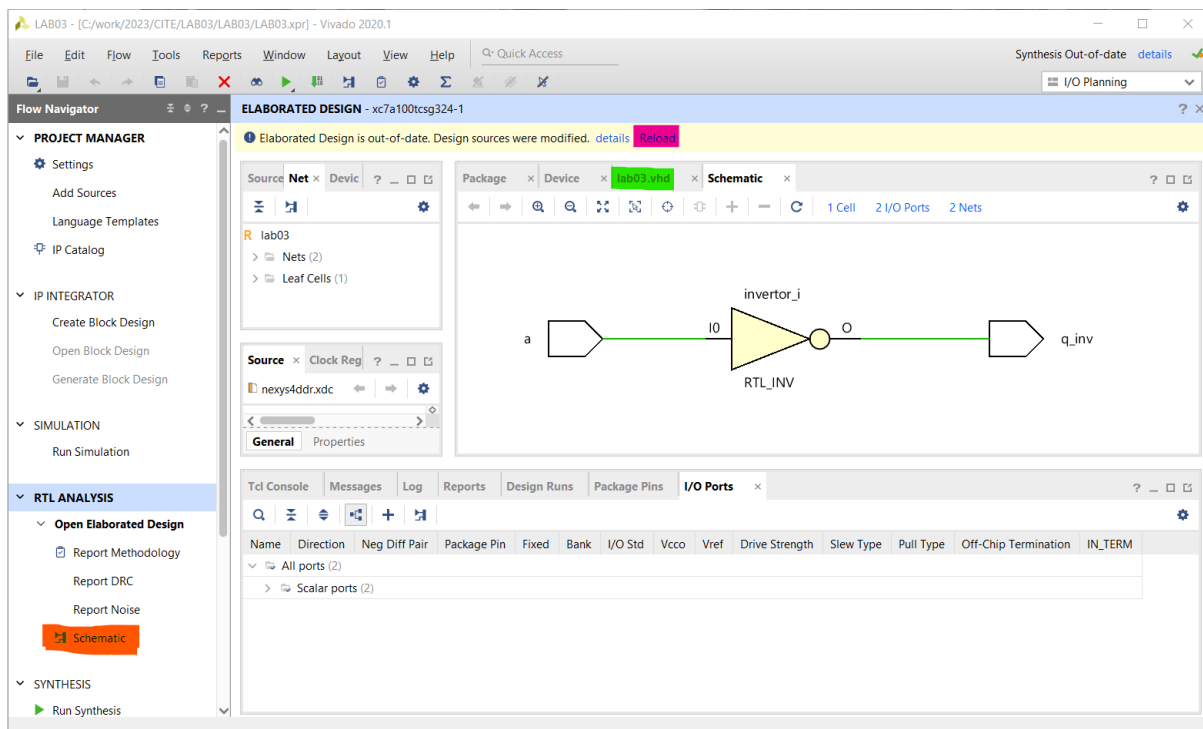 LAB03 - [C:/work/2023/CITE/LAB03/LAB03/LAB03.xpr] - Vivado 2020.1
File Edit Flow Tools Reports Window Layout View Help Quick Access Synthesis Out-of-date details
I/O Planning
Flow Navigator
ELABORATED DESIGN - xc7a100tcsg324-1
PROJECT MANAGER
Settings
Add Sources
Language Templates
IP Catalog
IP INTEGRATOR
Create Block Design
Open Block Design
Generate Block Design
SIMULATION
Run Simulation
RTL ANALYSIS
Open Elaborated Design
Report Methodology
Report DRC
Report Noise
Schematic
SYNTHESIS
Run Synthesis
Elaborated Design is out-of-date. Design sources were modified. details Reload
Source Net Devic
R lab03
Nets (2)
Leaf Cells (1)
Source Clock Reg
nexys4ddr.xdc
General Properties
Package Device lab03.vhd Schematic
1 Cell 2 I/O Ports 2 Nets
invertor_i
a I0 O q_inv
RTL_INV
Tcl Console Messages Log Reports Design Runs Package Pins I/O Ports
Name Direction Neg Diff Pair Package Pin Fixed Bank I/O Std Vcco Vref Drive Strength Slew Type Pull Type Off-Chip Termination IN_TERM
All ports (2)
Scalar ports (2)